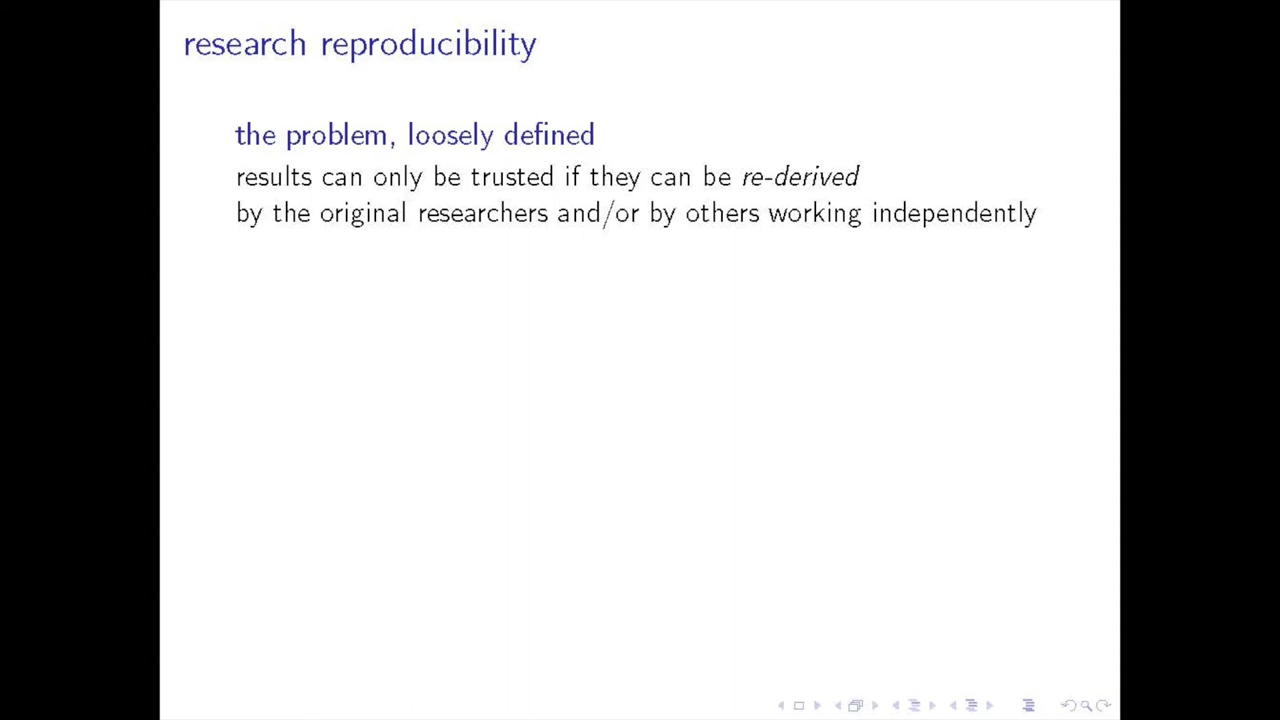 research reproducibility
the problem, loosely defined
results can only be trusted if they can be re-derived
by the original researchers and/or by others working independently